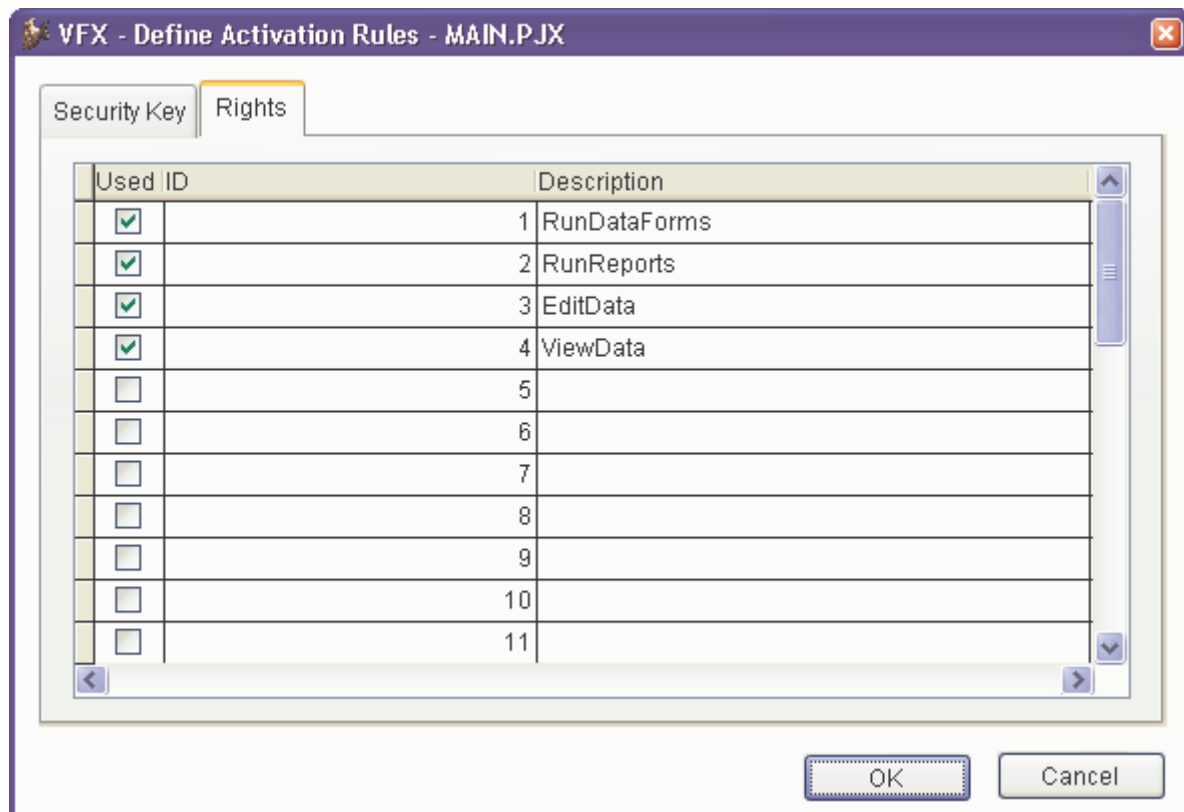 VFX - Define Activation Rules - MAIN.PJX
Security Key Rights
Used ID Description
1 RunDataForms
2 RunReports
3 EditData
4 ViewData
5
6
7
8
9
10
11
OK Cancel